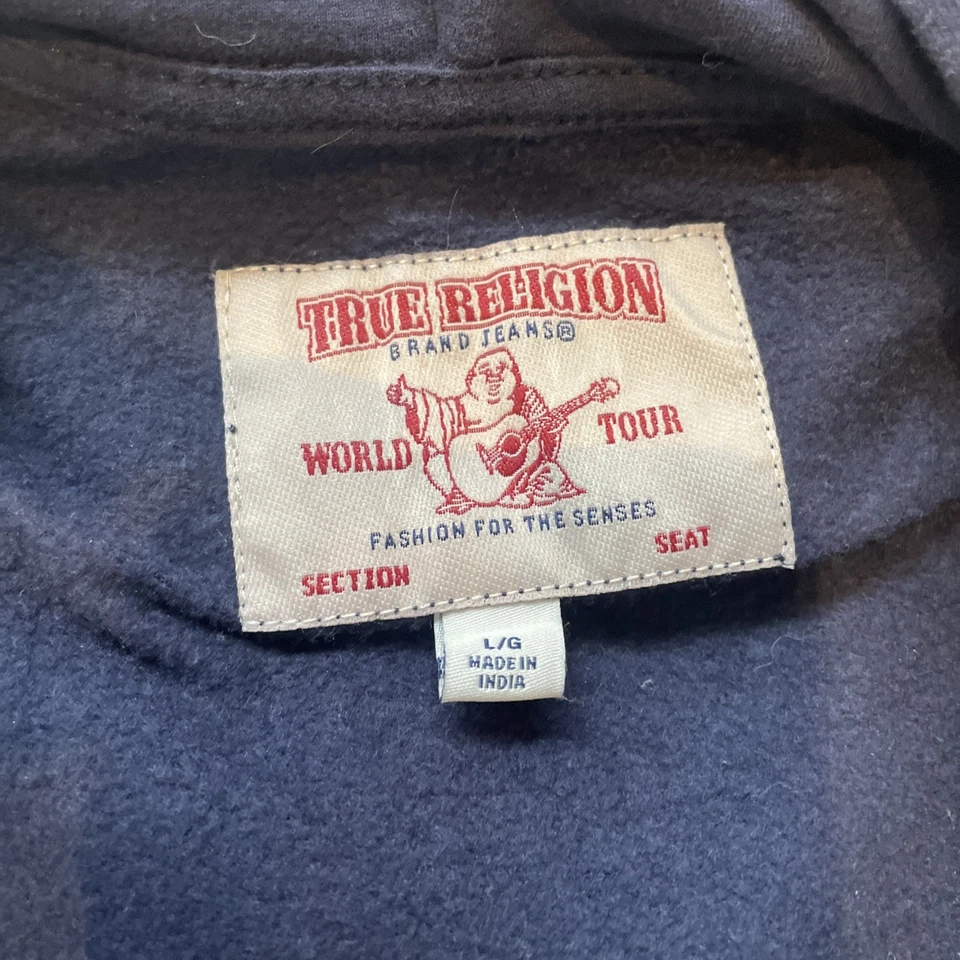 TRUE RELIGION
BRAND JEANS®
WORLD TOUR
FASHION FOR THE SENSES
SECTION SEAT
L/G
MADE IN
INDIA